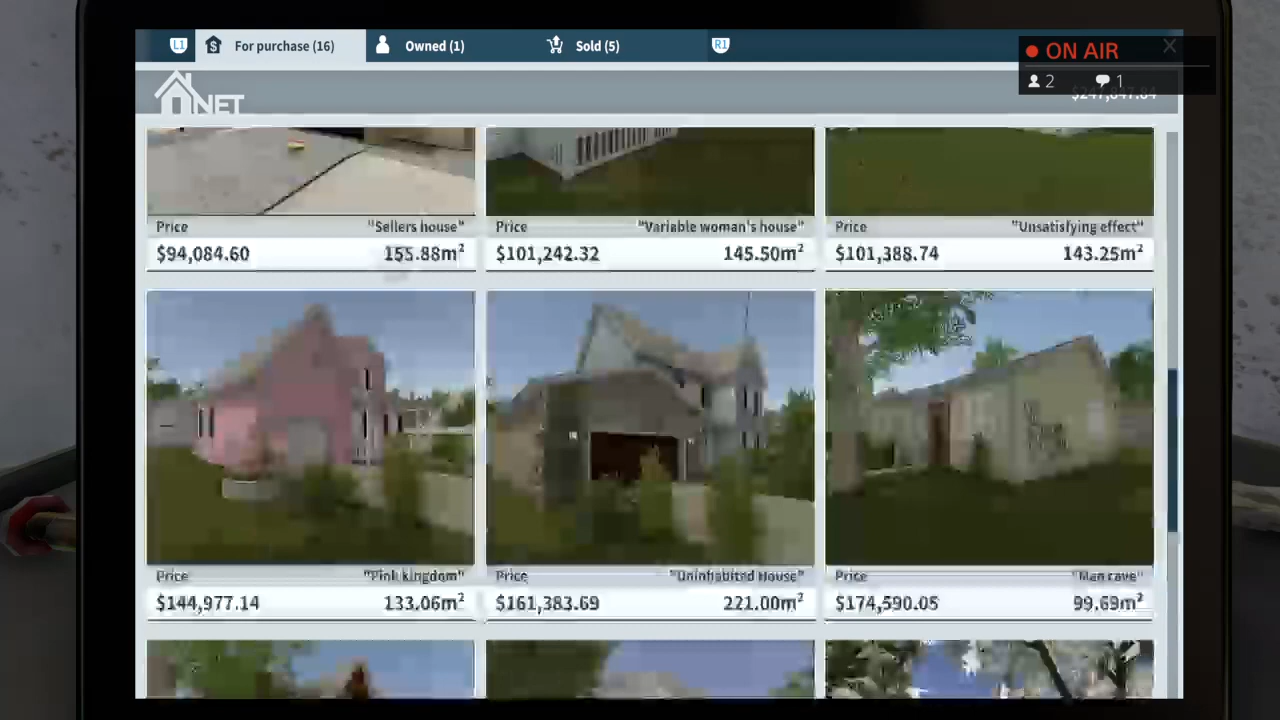 L1 For purchase (16) Owned (1) Sold (5) R1
ON AIR
2 1
NET
Price "Sellers house"
$94,084.60 155.88m²
Price "Variable woman's house"
$101,242.32 145.50m²
Price "Unsatisfying effect"
$101,388.74 143.25m²
Price "Pink kingdom"
$144,977.14 133.06m²
Price "Uninhabited House"
$161,383.69 221.00m²
Price "Man cave"
$174,590.05 99.69m²